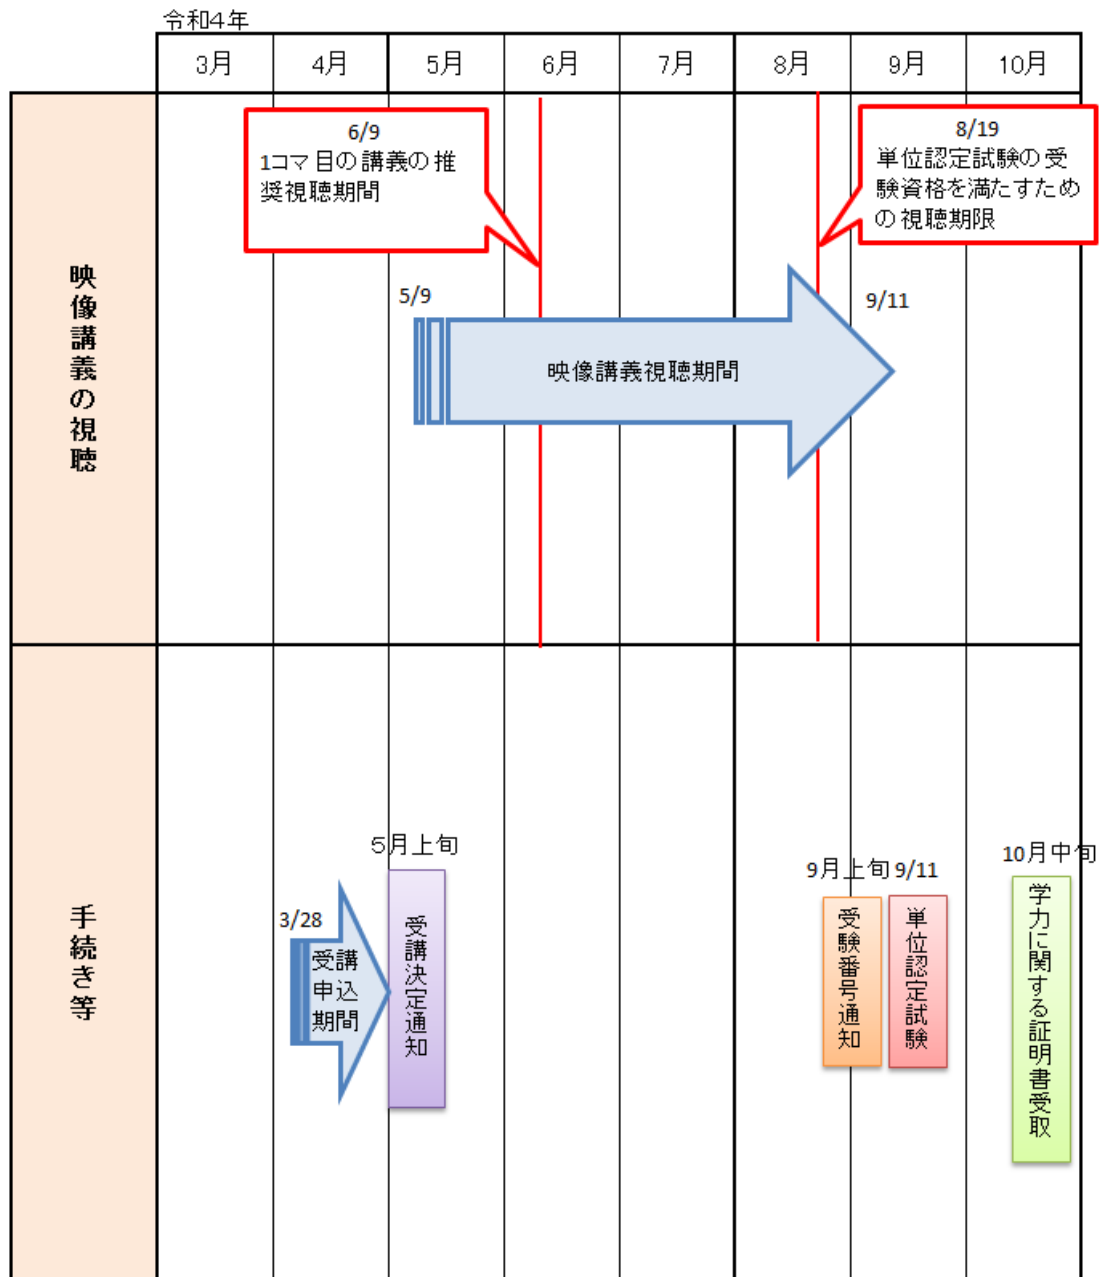 令和4年
3月
4月
5月
6月
7月
8月
9月
10月
映像講義の視聴
6/9
1コマ目の講義の推
奨視聴期間
8/19
単位認定試験の受
験資格を満たすため
の視聴期限
5/9
9/11
映像講義視聴期間
手続き等
3/28
受講
申込
期間
５月上旬
受講決定通知
9月上旬
受験番号通知
9/11
単位認定試験
10月中旬
学力に関する証明書受取